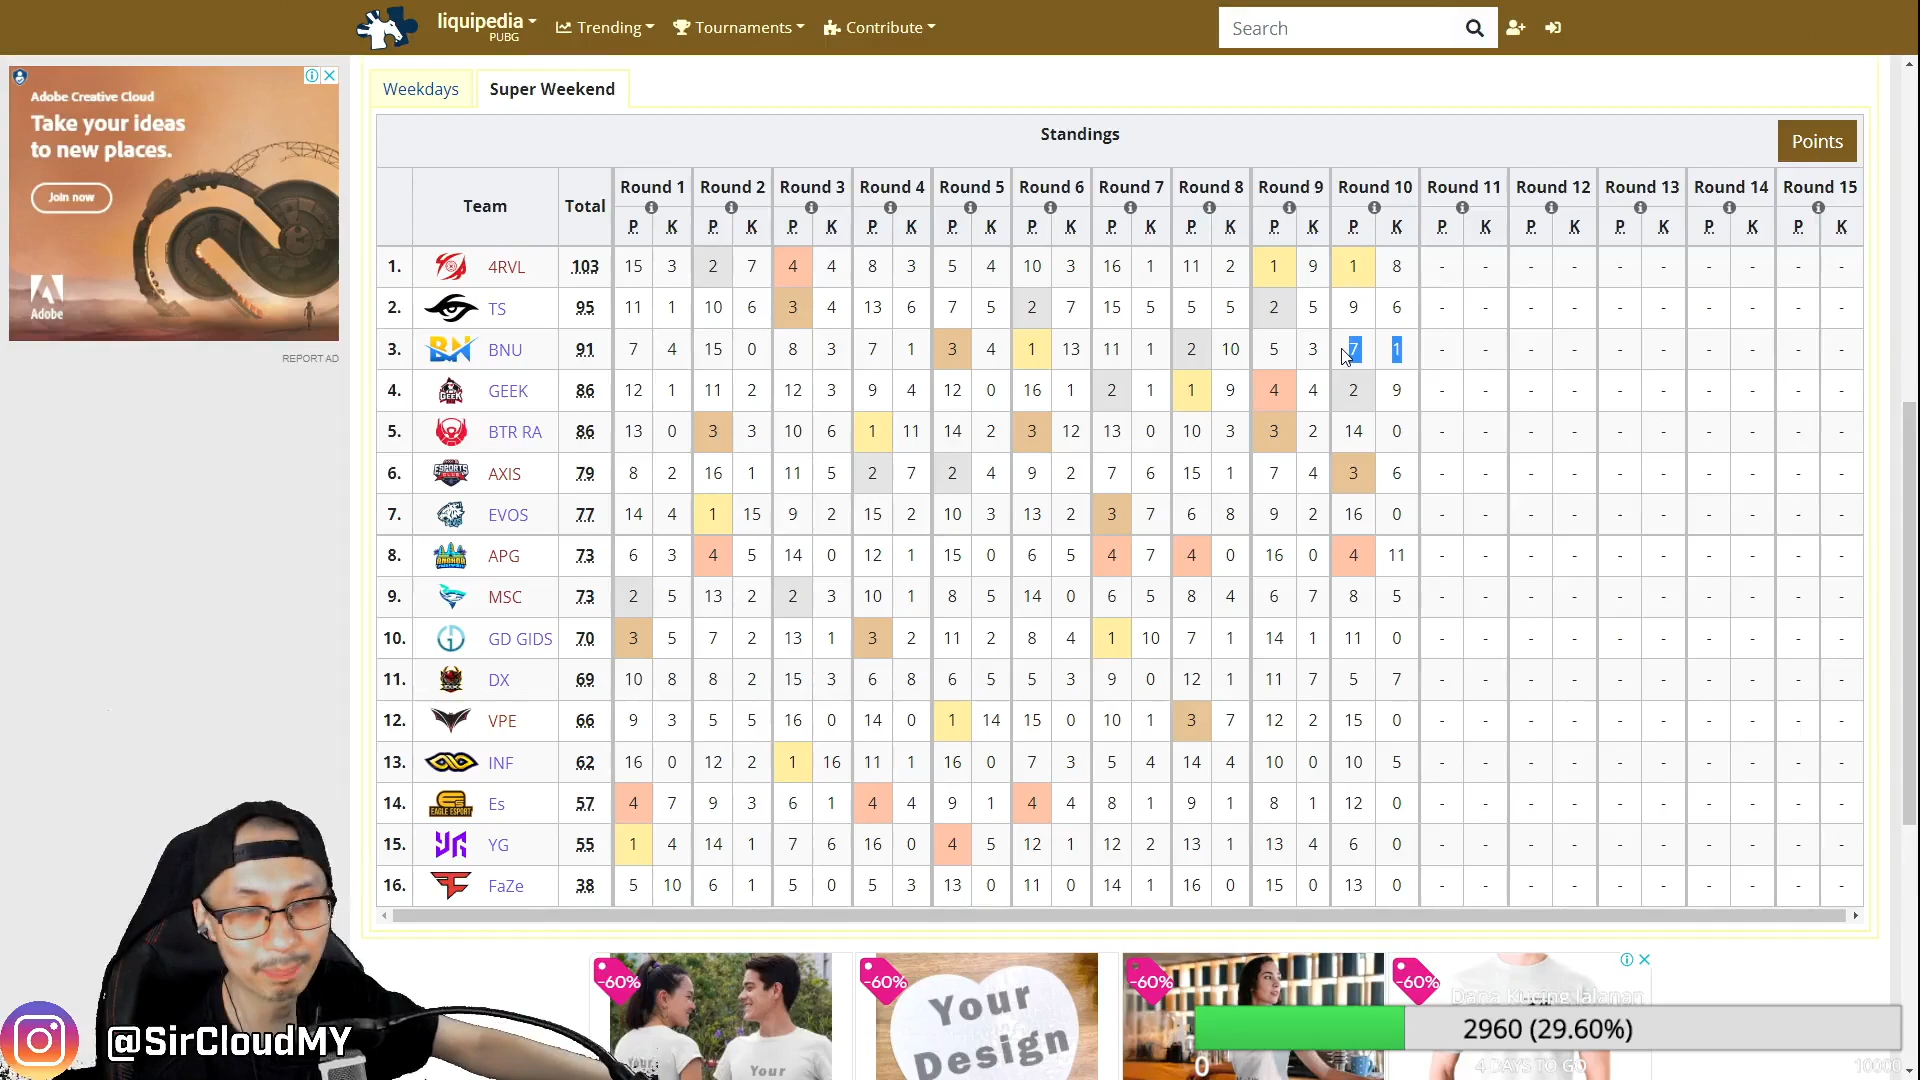 liquipedia
PUBG
Trending
Tournaments
Contribute
Search
Adobe Creative Cloud
Take your ideas
to new places.
Join now
Adobe
REPORT AD
Weekdays
Super Weekend
Standings
Points
Team Total Round 1 Round 2 Round 3 Round 4 Round 5 Round 6 Round 7 Round 8 Round 9 Round 10 Round 11 Round 12 Round 13 Round 14 Round 15
P K P K P K P K P K P K P K P K P K P K P K P K P K P K P K
1. 4RVL 103 15 3 2 7 4 4 8 3 5 4 10 3 16 1 11 2 1 9 1 8 - - - - - - - - - -
2. TS 95 11 1 10 6 3 4 13 6 7 5 2 7 15 5 5 5 2 5 9 6 - - - - - - - - - -
3. BNU 91 7 4 15 0 8 3 7 1 3 4 1 13 11 1 2 10 5 3 7 1 - - - - - - - - - -
4. GEEK 86 12 1 11 2 12 3 9 4 12 0 16 1 2 1 1 9 4 4 2 9 - - - - - - - - - -
5. BTR RA 86 13 0 3 3 10 6 1 11 14 2 3 12 13 0 10 3 3 2 14 0 - - - - - - - - - -
6. AXIS 79 8 2 16 1 11 5 2 7 2 4 9 2 7 6 15 1 7 4 3 6 - - - - - - - - - -
7. EVOS 77 14 4 1 15 9 2 15 2 10 3 13 2 3 7 6 8 9 2 16 0 - - - - - - - - - -
8. APG 73 6 3 4 5 14 0 12 1 15 0 6 5 4 7 4 0 16 0 4 11 - - - - - - - - - -
9. MSC 73 2 5 13 2 2 3 10 1 8 5 14 0 6 5 8 4 6 7 8 5 - - - - - - - - - -
10. GD GIDS 70 3 5 7 2 13 1 3 2 11 2 8 4 1 10 7 1 14 1 11 0 - - - - - - - - - -
11. DX 69 10 8 8 2 15 3 6 8 6 5 5 3 9 0 12 1 11 7 5 7 - - - - - - - - - -
12. VPE 66 9 3 5 5 16 0 14 0 1 14 15 0 10 1 3 7 12 2 15 0 - - - - - - - - - -
13. INF 62 16 0 12 2 1 16 11 1 16 0 7 3 5 4 14 4 10 0 10 5 - - - - - - - - - -
14. Es 57 4 7 9 3 6 1 4 4 9 1 4 4 8 1 9 1 8 1 12 0 - - - - - - - - - -
15. YG 55 1 4 14 1 7 6 16 0 4 5 12 1 12 2 13 1 13 4 6 0 - - - - - - - - - -
16. FaZe 38 5 10 6 1 5 0 5 3 13 0 11 0 14 1 16 0 15 0 13 0 - - - - - - - - - -
-60%
-60%
-60%
-60%
Your
Your
Design
Dana Kucing Jalanan
2960 (29.60%)
0
4 DAYS TO GO
10000
@SirCloudMY